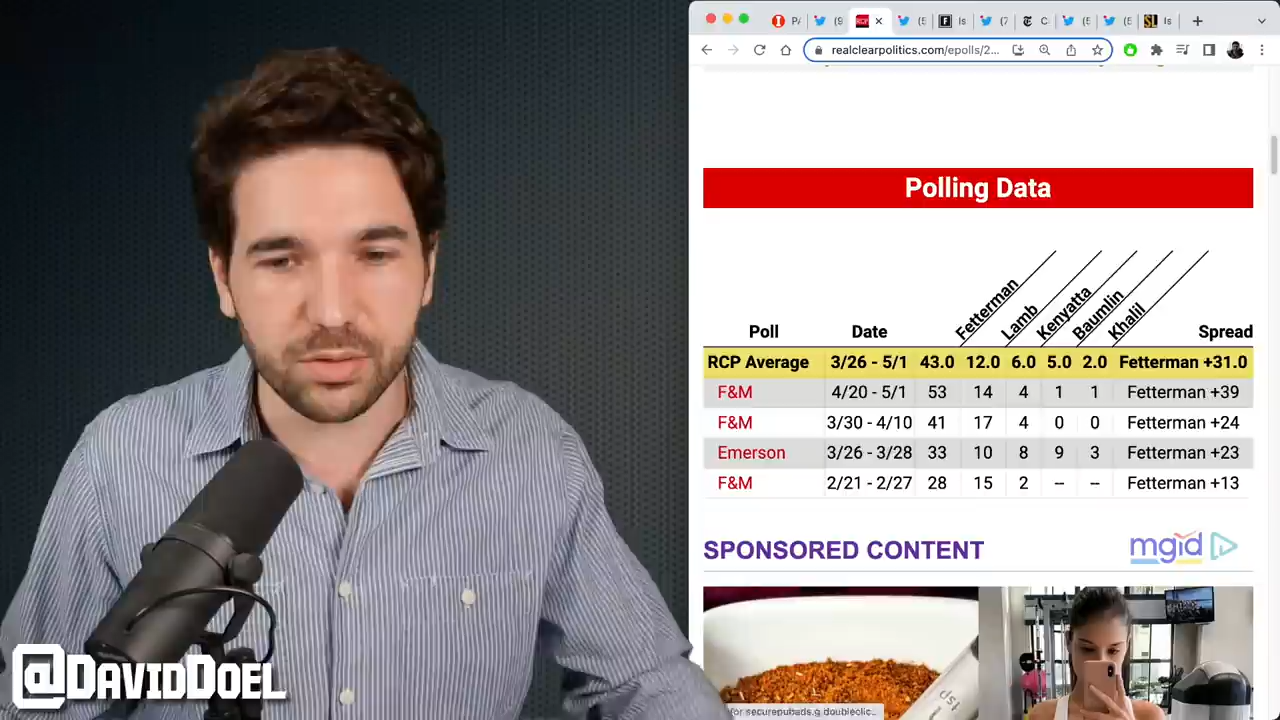 realclearpolitics.com/epolls/2...
Polling Data
Poll Date Fetterman Lamb Kenyatta Baumlin Khalil Spread
RCP Average 3/26 - 5/1 43.0 12.0 6.0 5.0 2.0 Fetterman +31.0
F&M 4/20 - 5/1 53 14 4 1 1 Fetterman +39
F&M 3/30 - 4/10 41 17 4 0 0 Fetterman +24
Emerson 3/26 - 3/28 33 10 8 9 3 Fetterman +23
F&M 2/21 - 2/27 28 15 2 -- -- Fetterman +13
SPONSORED CONTENT mgid
tsp
for securepubads.g.doubleclic...
@DavidDoel